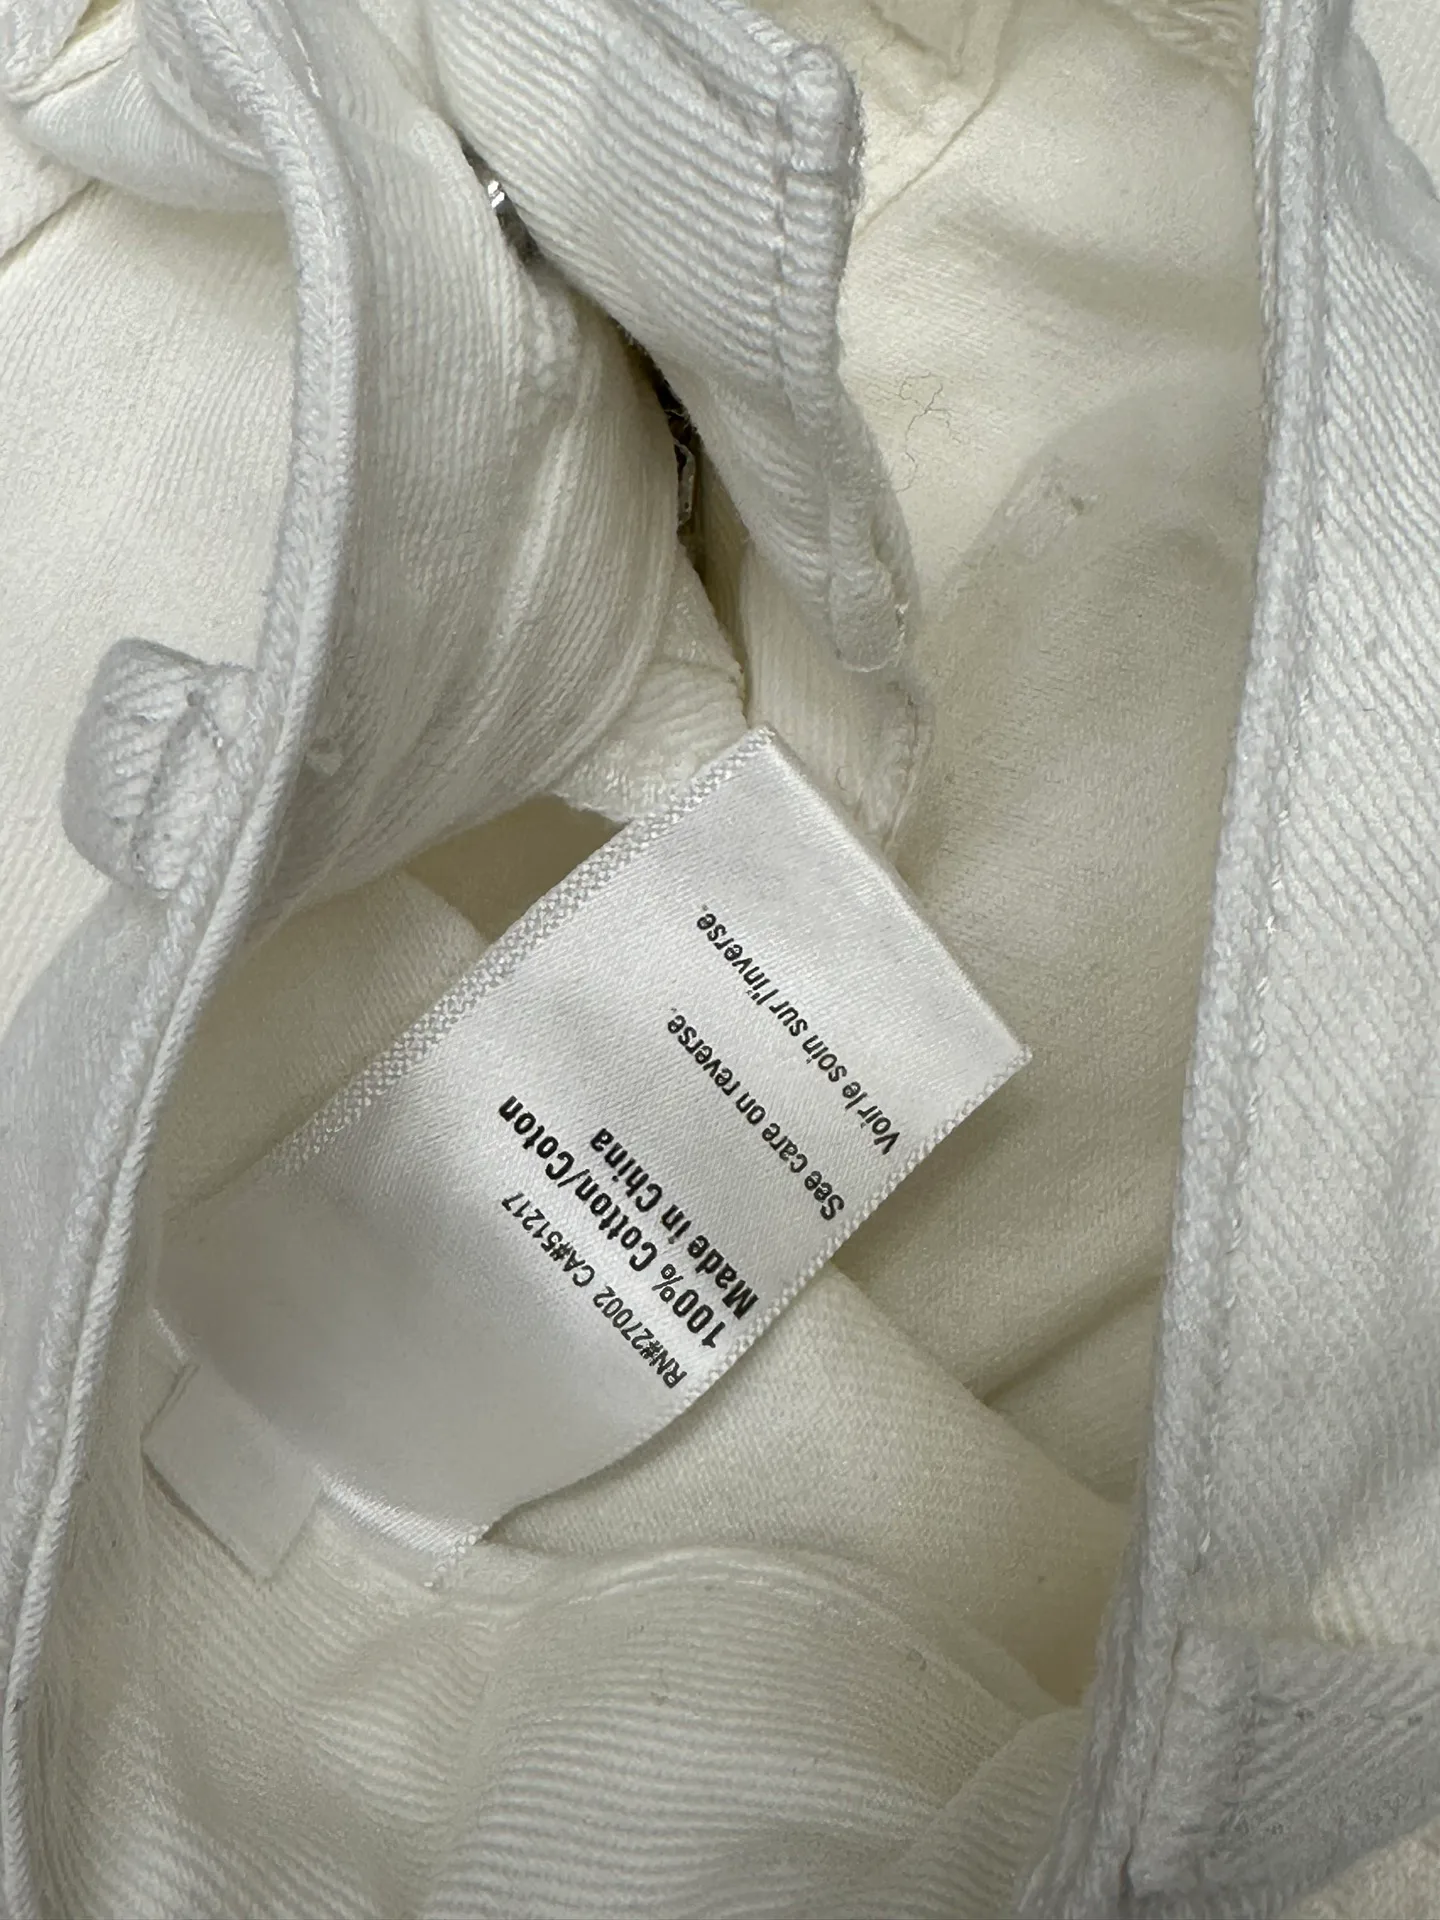 RN#27002 CA#51217
100% Cotton/Coton
Made in China
See care on reverse.
Voir le soin sur l'inverse.